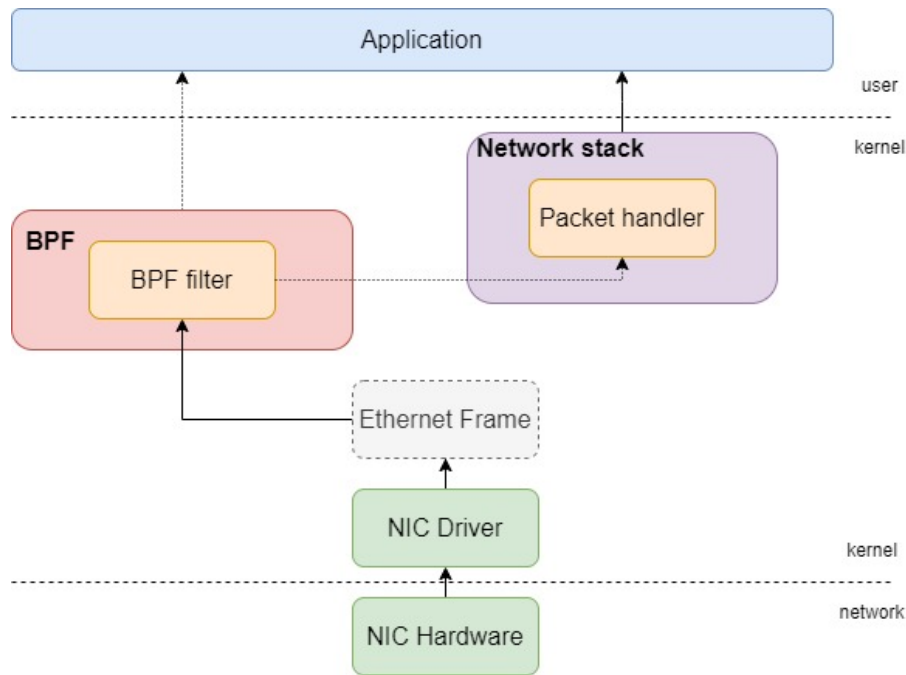 Application
user
kernel
Network stack
Packet handler
BPF
BPF filter
Ethernet Frame
NIC Driver
kernel
network
NIC Hardware